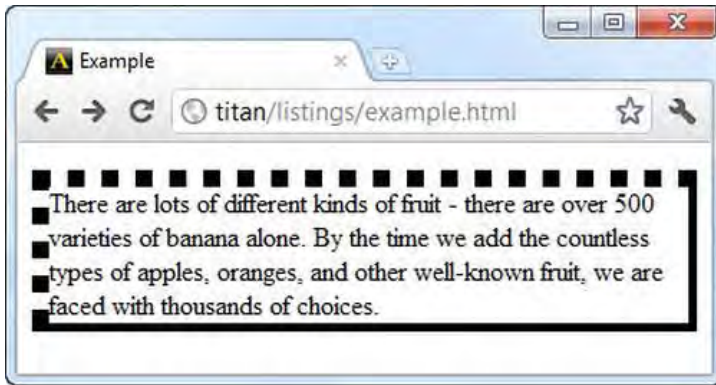 Example
titan/listings/example.html
There are lots of different kinds of fruit - there are over 500
varieties of banana alone. By the time we add the countless
types of apples, oranges, and other well-known fruit, we are
faced with thousands of choices.